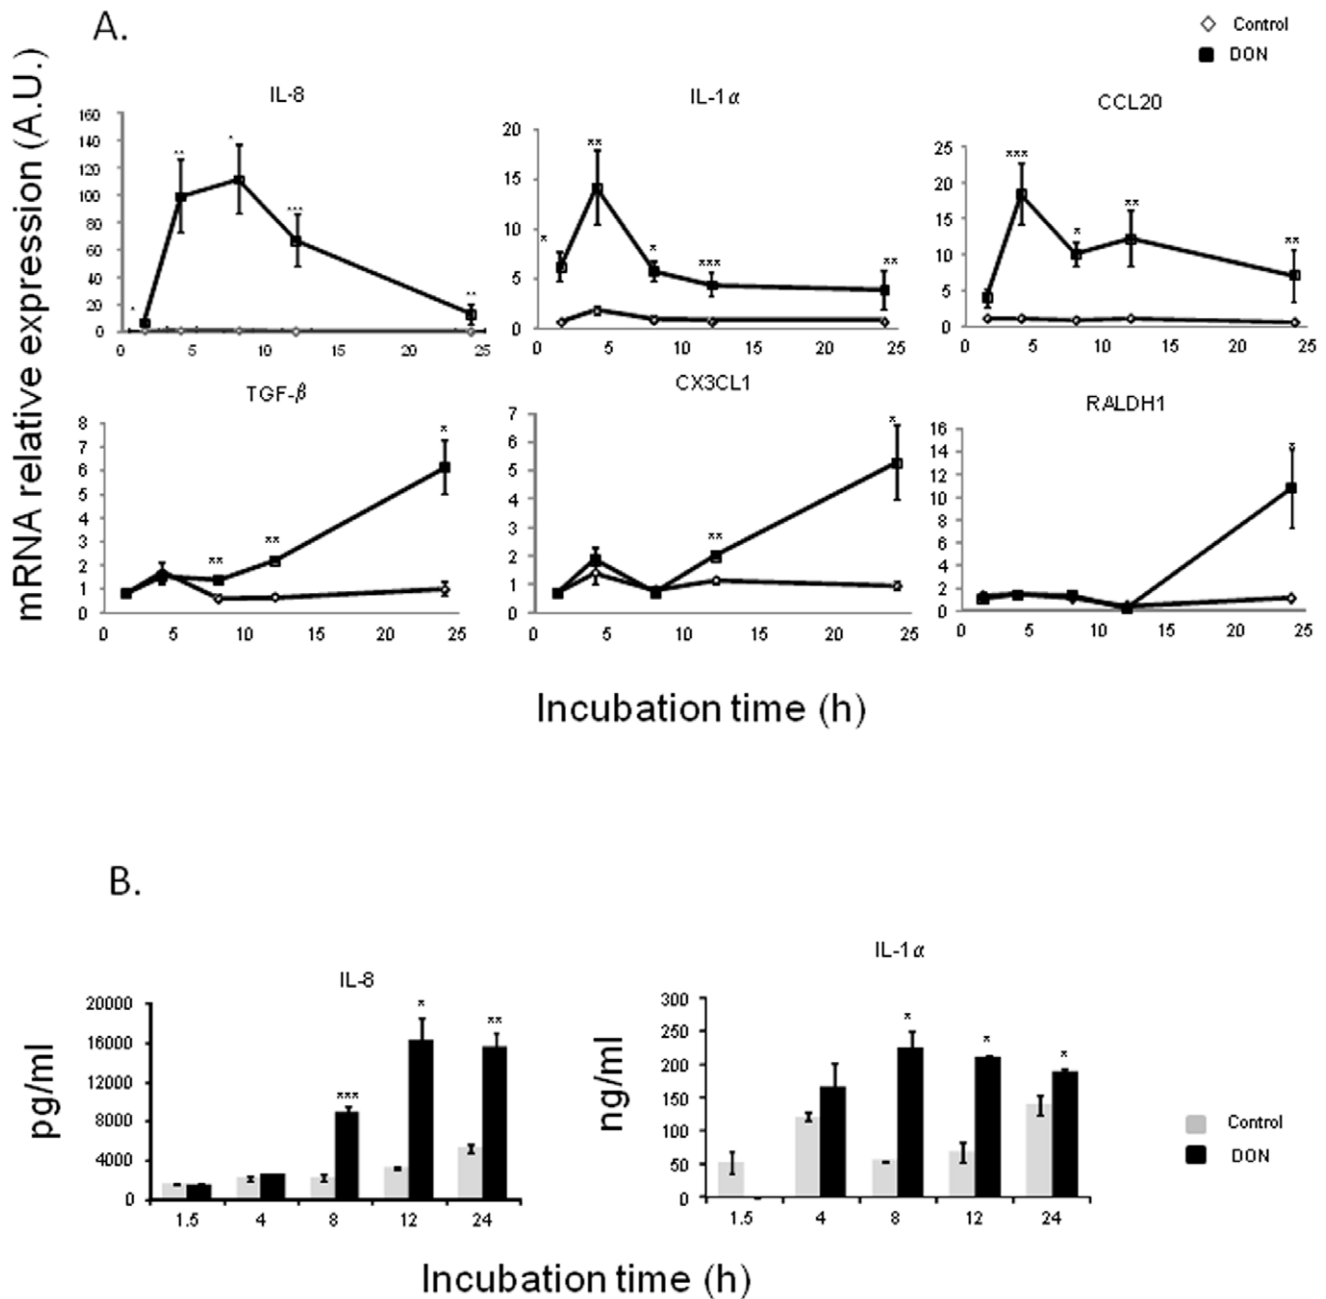 A.
Control
DON
mRNA relative expression (A.U.)
IL-8
160
140
120
100
80
60
40
20
0
0 5 10 15 20 25
* ** * *** **
IL-1α
20
15
10
5
0
0 5 10 15 20 25
* ** * *** **
CCL20
25
20
15
10
5
0
0 5 10 15 20 25
*** * ** **
TGF-β
8
7
6
5
4
3
2
1
0
0 5 10 15 20 25
** ** *
CX3CL1
7
6
5
4
3
2
1
0
0 5 10 15 20 25
** *
RALDH1
16
14
12
10
8
6
4
2
0
0 5 10 15 20 25
*
Incubation time (h)
B.
IL-8
pg/ml
20000
16000
12000
8000
4000
0
1.5 4 8 12 24
*** * **
IL-1α
ng/ml
300
250
200
150
100
50
0
1.5 4 8 12 24
* * *
Control
DON
Incubation time (h)